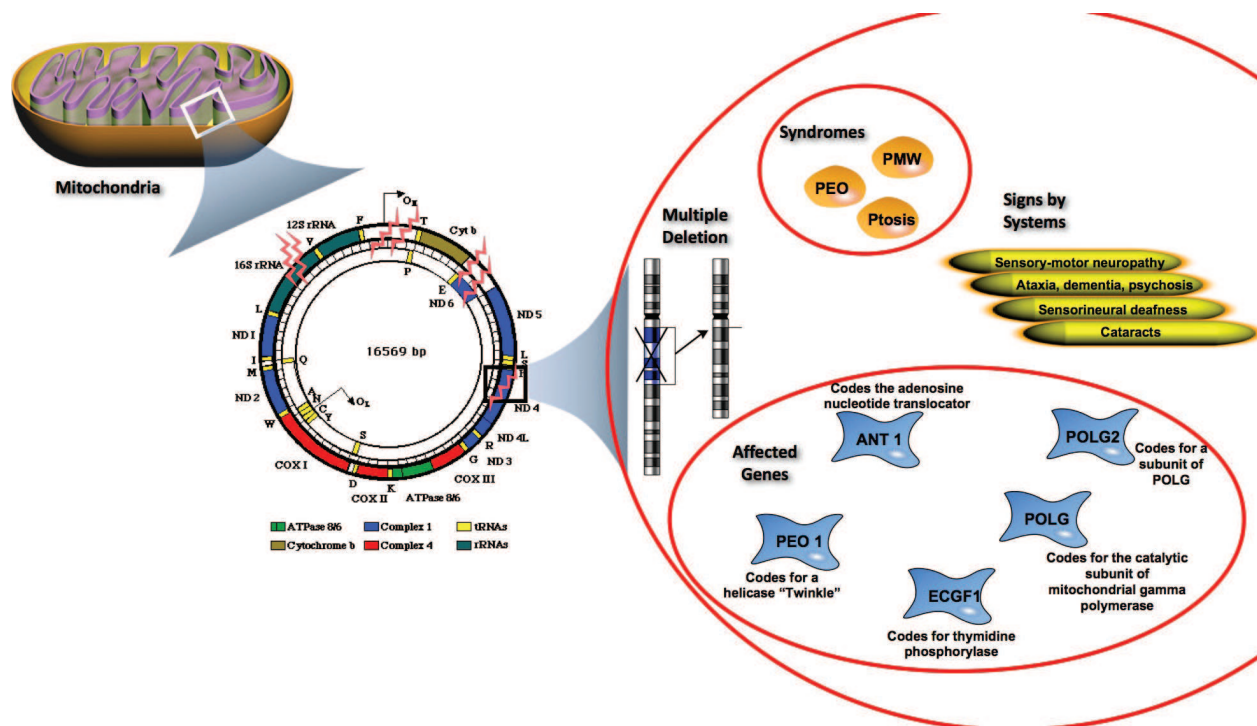 Mitochondria
O_H
F
T
12S rRNA
V
Cyt b
16S rRNA
P
E
ND 6
L
ND 5
ND 1
16569 bp
I
Q
M
L
S
ND 2
A
N
C
Y
O_L
ND 4
W
S
R
ND 4L
COX I
G
ND 3
D
COX III
COX II
K
ATPase 8/6
ATPase 8/6
Complex 1
tRNAs
Cytochrome b
Complex 4
rRNAs
Multiple
Deletion
Syndromes
PMW
PEO
Ptosis
Signs by
Systems
Sensory-motor neuropathy
Ataxia, dementia, psychosis
Sensorineural deafness
Cataracts
Affected
Genes
Codes the adenosine
nucleotide translocator
ANT 1
POLG2
Codes for a
subunit of
POLG
POLG
Codes for the catalytic
subunit of
mitochondrial gamma
polymerase
PEO 1
Codes for a
helicase “Twinkle”
ECGF1
Codes for thymidine
phosphorylase